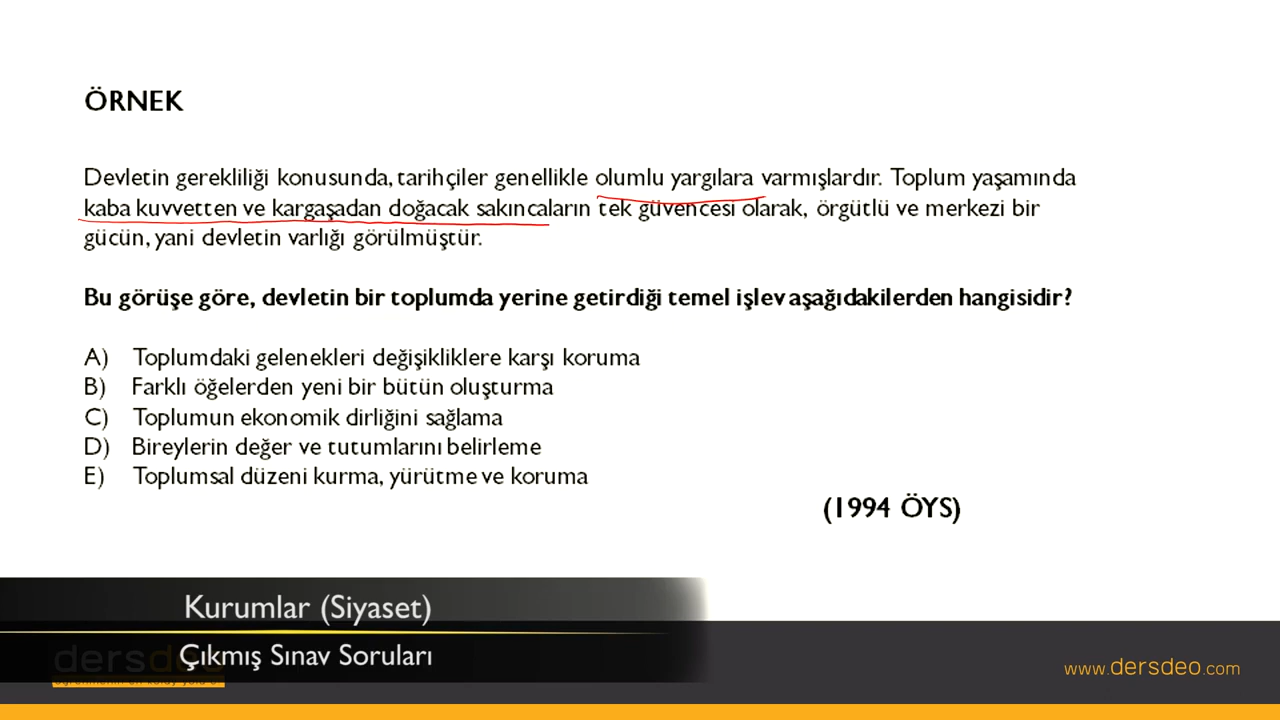 ÖRNEK
Devletin gerekliliği konusunda, tarihçiler genellikle olumlu yargılara varmışlardır. Toplum yaşamında
kaba kuvvetten ve kargaşadan doğacak sakıncaların tek güvencesi olarak, örgütlü ve merkezi bir
gücün, yani devletin varlığı görülmüştür.
Bu görüşe göre, devletin bir toplumda yerine getirdiği temel işlev aşağıdakilerden hangisidir?
A) Toplumdaki gelenekleri değişikliklere karşı koruma
B) Farklı öğelerden yeni bir bütün oluşturma
C) Toplumun ekonomik dirliğini sağlama
D) Bireylerin değer ve tutumlarını belirleme
E) Toplumsal düzeni kurma, yürütme ve koruma
(1994 ÖYS)
Kurumlar (Siyaset)
Çıkmış Sınav Soruları
dersdeo
www.dersdeo.com